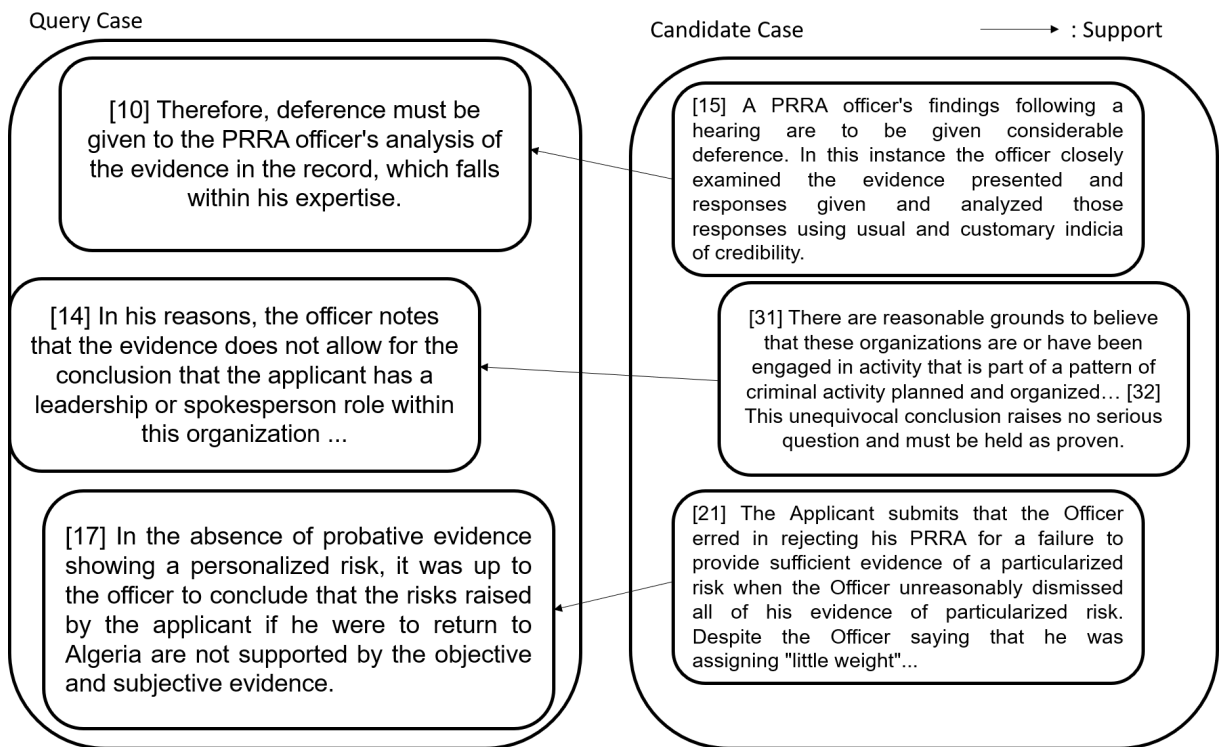 Query Case
[10] Therefore, deference must be
given to the PRRA officer's analysis of
the evidence in the record, which falls
within his expertise.
[14] In his reasons, the officer notes
that the evidence does not allow for the
conclusion that the applicant has a
leadership or spokesperson role within
this organization ...
[17] In the absence of probative evidence
showing a personalized risk, it was up to
the officer to conclude that the risks raised
by the applicant if he were to return to
Algeria are not supported by the objective
and subjective evidence.
Candidate Case
: Support
[15] A PRRA officer's findings following a
hearing are to be given considerable
deference. In this instance the officer closely
examined the evidence presented and
responses given and analyzed those
responses using usual and customary indicia
of credibility.
[31] There are reasonable grounds to believe
that these organizations are or have been
engaged in activity that is part of a pattern of
criminal activity planned and organized... [32]
This unequivocal conclusion raises no serious
question and must be held as proven.
[21] The Applicant submits that the Officer
erred in rejecting his PRRA for a failure to
provide sufficient evidence of a particularized
risk when the Officer unreasonably dismissed
all of his evidence of particularized risk.
Despite the Officer saying that he was
assigning "little weight"...